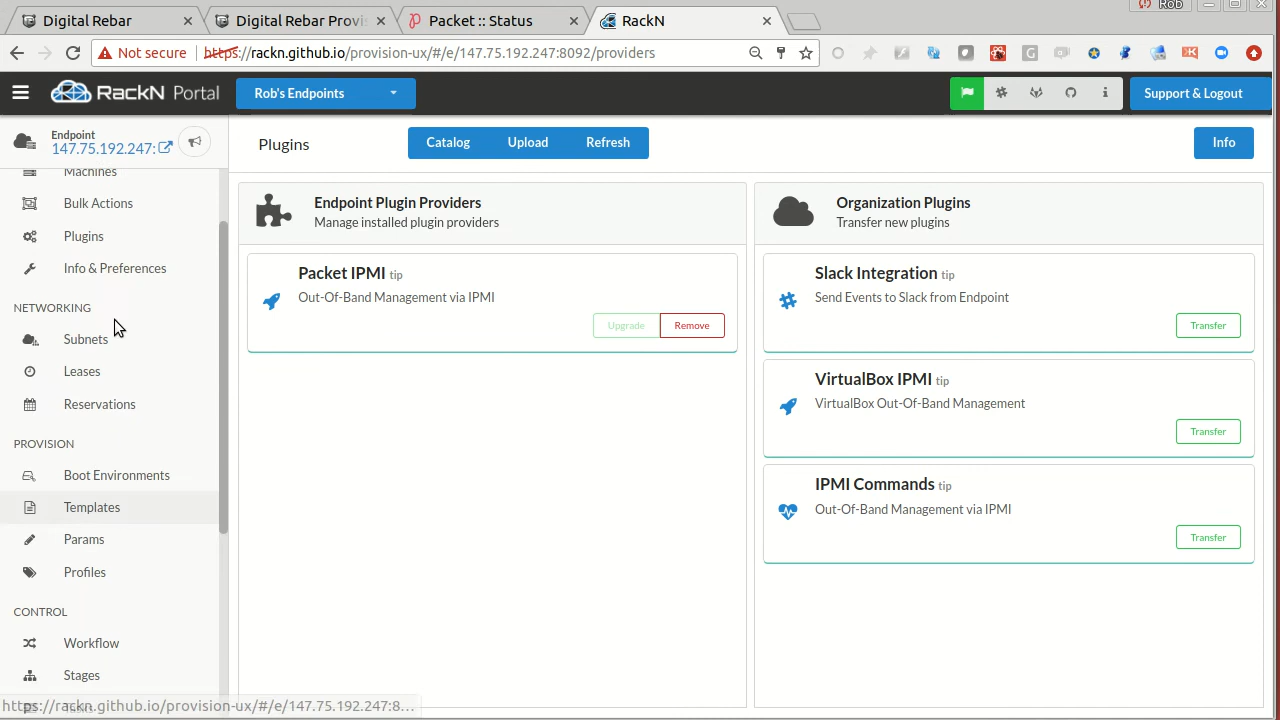 Digital Rebar
Digital Rebar Provis
Packet :: Status
RackN
Rob
Not secure
https://rackn.github.io/provision-ux/#/e/147.75.192.247:8092/providers
RackN Portal
Rob's Endpoints
Support & Logout
Endpoint
147.75.192.247:
Plugins
Catalog
Upload
Refresh
Info
Machines
Bulk Actions
Plugins
Info & Preferences
NETWORKING
Subnets
Leases
Reservations
PROVISION
Boot Environments
Templates
Params
Profiles
CONTROL
Workflow
Stages
https://rackn.github.io/provision-ux/#/e/147.75.192.247:8...
Endpoint Plugin Providers
Manage installed plugin providers
Packet IPMI tip
Out-Of-Band Management via IPMI
Upgrade
Remove
Organization Plugins
Transfer new plugins
Slack Integration tip
Send Events to Slack from Endpoint
Transfer
VirtualBox IPMI tip
VirtualBox Out-Of-Band Management
Transfer
IPMI Commands tip
Out-Of-Band Management via IPMI
Transfer